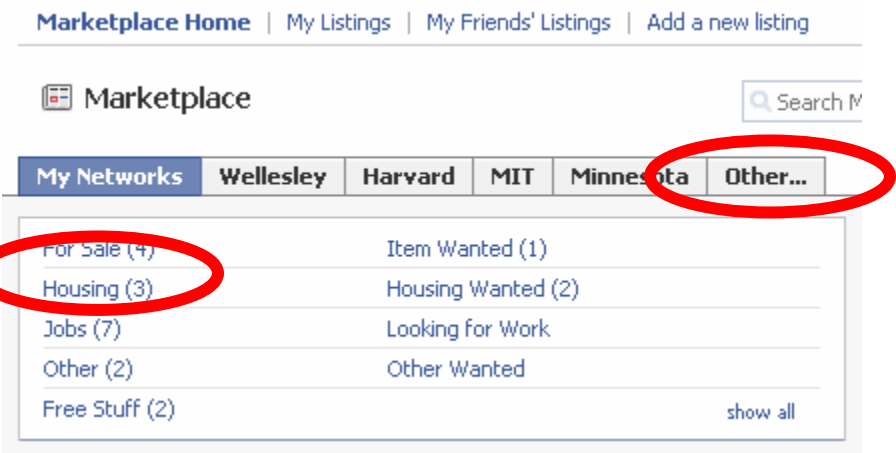 Marketplace Home | My Listings | My Friends' Listings | Add a new listing
Marketplace
Search M
My Networks Wellesley Harvard MIT Minnesota Other...
For Sale (4) Item Wanted (1)
Housing (3) Housing Wanted (2)
Jobs (7) Looking for Work
Other (2) Other Wanted
Free Stuff (2) show all